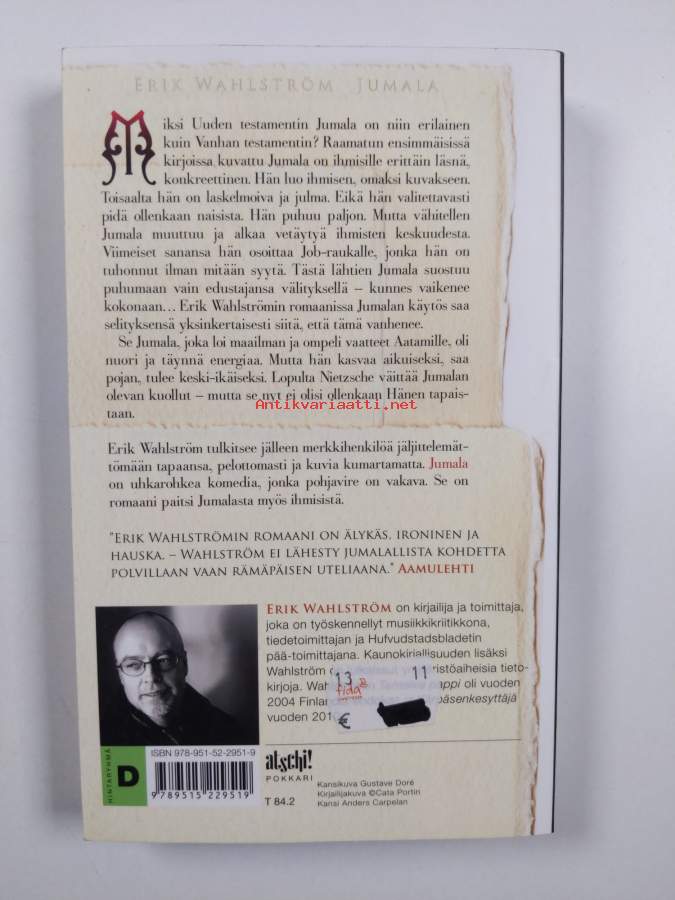 ERIK WAHLSTRÖM JUMALA
Miksi Uuden testamentin Jumala on niin erilainen
kuin Vanhan testamentin? Raamatun ensimmäisissä
kirjoissa kuvattu Jumala on ihmisille erittäin läsnä,
konkreettinen. Hän luo ihmisen, omaksi kuvakseen.
Toisaalta hän on laskelmoiva ja julma. Eikä hän valitettavasti
pidä ollenkaan naisista. Hän puhuu paljon. Mutta vähitellen
Jumala muuttuu ja alkaa vetäytyä ihmisten keskuudesta.
Viimeiset sanansa hän osoittaa Job-raukalle, jonka hän on
tuhonnut ilman mitään syytä. Tästä lähtien Jumala suostuu
puhumaan vain edustajansa välityksellä – kunnes vaikenee
kokonaan... Erik Wahlströmin romaanissa Jumalan käytös saa
selityksensä yksinkertaisesti siitä, että tämä vanhenee.
Se Jumala, joka loi maailman ja ompeli vaatteet Aatamille, oli
nuori ja täynnä energiaa. Mutta hän kasvaa aikuiseksi, saa
pojan, tulee keski-ikäiseksi. Lopulta Nietzsche väittää Jumalan
olevan kuollut – mutta se nyt ei olisi ollenkaan Hänen tapais-
taan.
Antikvariaatti.net
Erik Wahlström tulkitsee jälleen merkkihenkilöä jäljittelemät-
tömään tapaansa, pelottomasti ja kuvia kumartamatta. Jumala
on uhkarohkea komedia, jonka pohjavire on vakava. Se on
romaani paitsi Jumalasta myös ihmisistä.
"ERIK WAHLSTRÖMIN ROMAANI ON ÄLYKÄS, IRONINEN JA
HAUSKA. – WAHLSTRÖM EI LÄHESTY JUMALALLISTA KOHDETTA
POLVILLAAN VAAN RÄMÄPÄISEN UTELIAANA." AAMULEHTI
ERIK WAHLSTRÖM on kirjailija ja toimittaja,
joka on työskennellyt musiikkikriitikkona,
tiedetoimittajan ja Hufvudstadsbladetin
pää-toimittajana. Kaunokirjallisuuden lisäksi
Wahlström on
ristöaiheisia tieto-
kirjoja.
pappi oli vuoden
2004
päsenkesyttäjä
vuoden
13 11
fida
€
HINTARYHMÄ
D
ISBN 978-951-52-2951-9
9 789515 229519
atschi!
POKKARI
T 84.2
Kansikuva Gustave Doré
Kirjailijakuva ©Cata Portin
Kansi Anders Carpelan